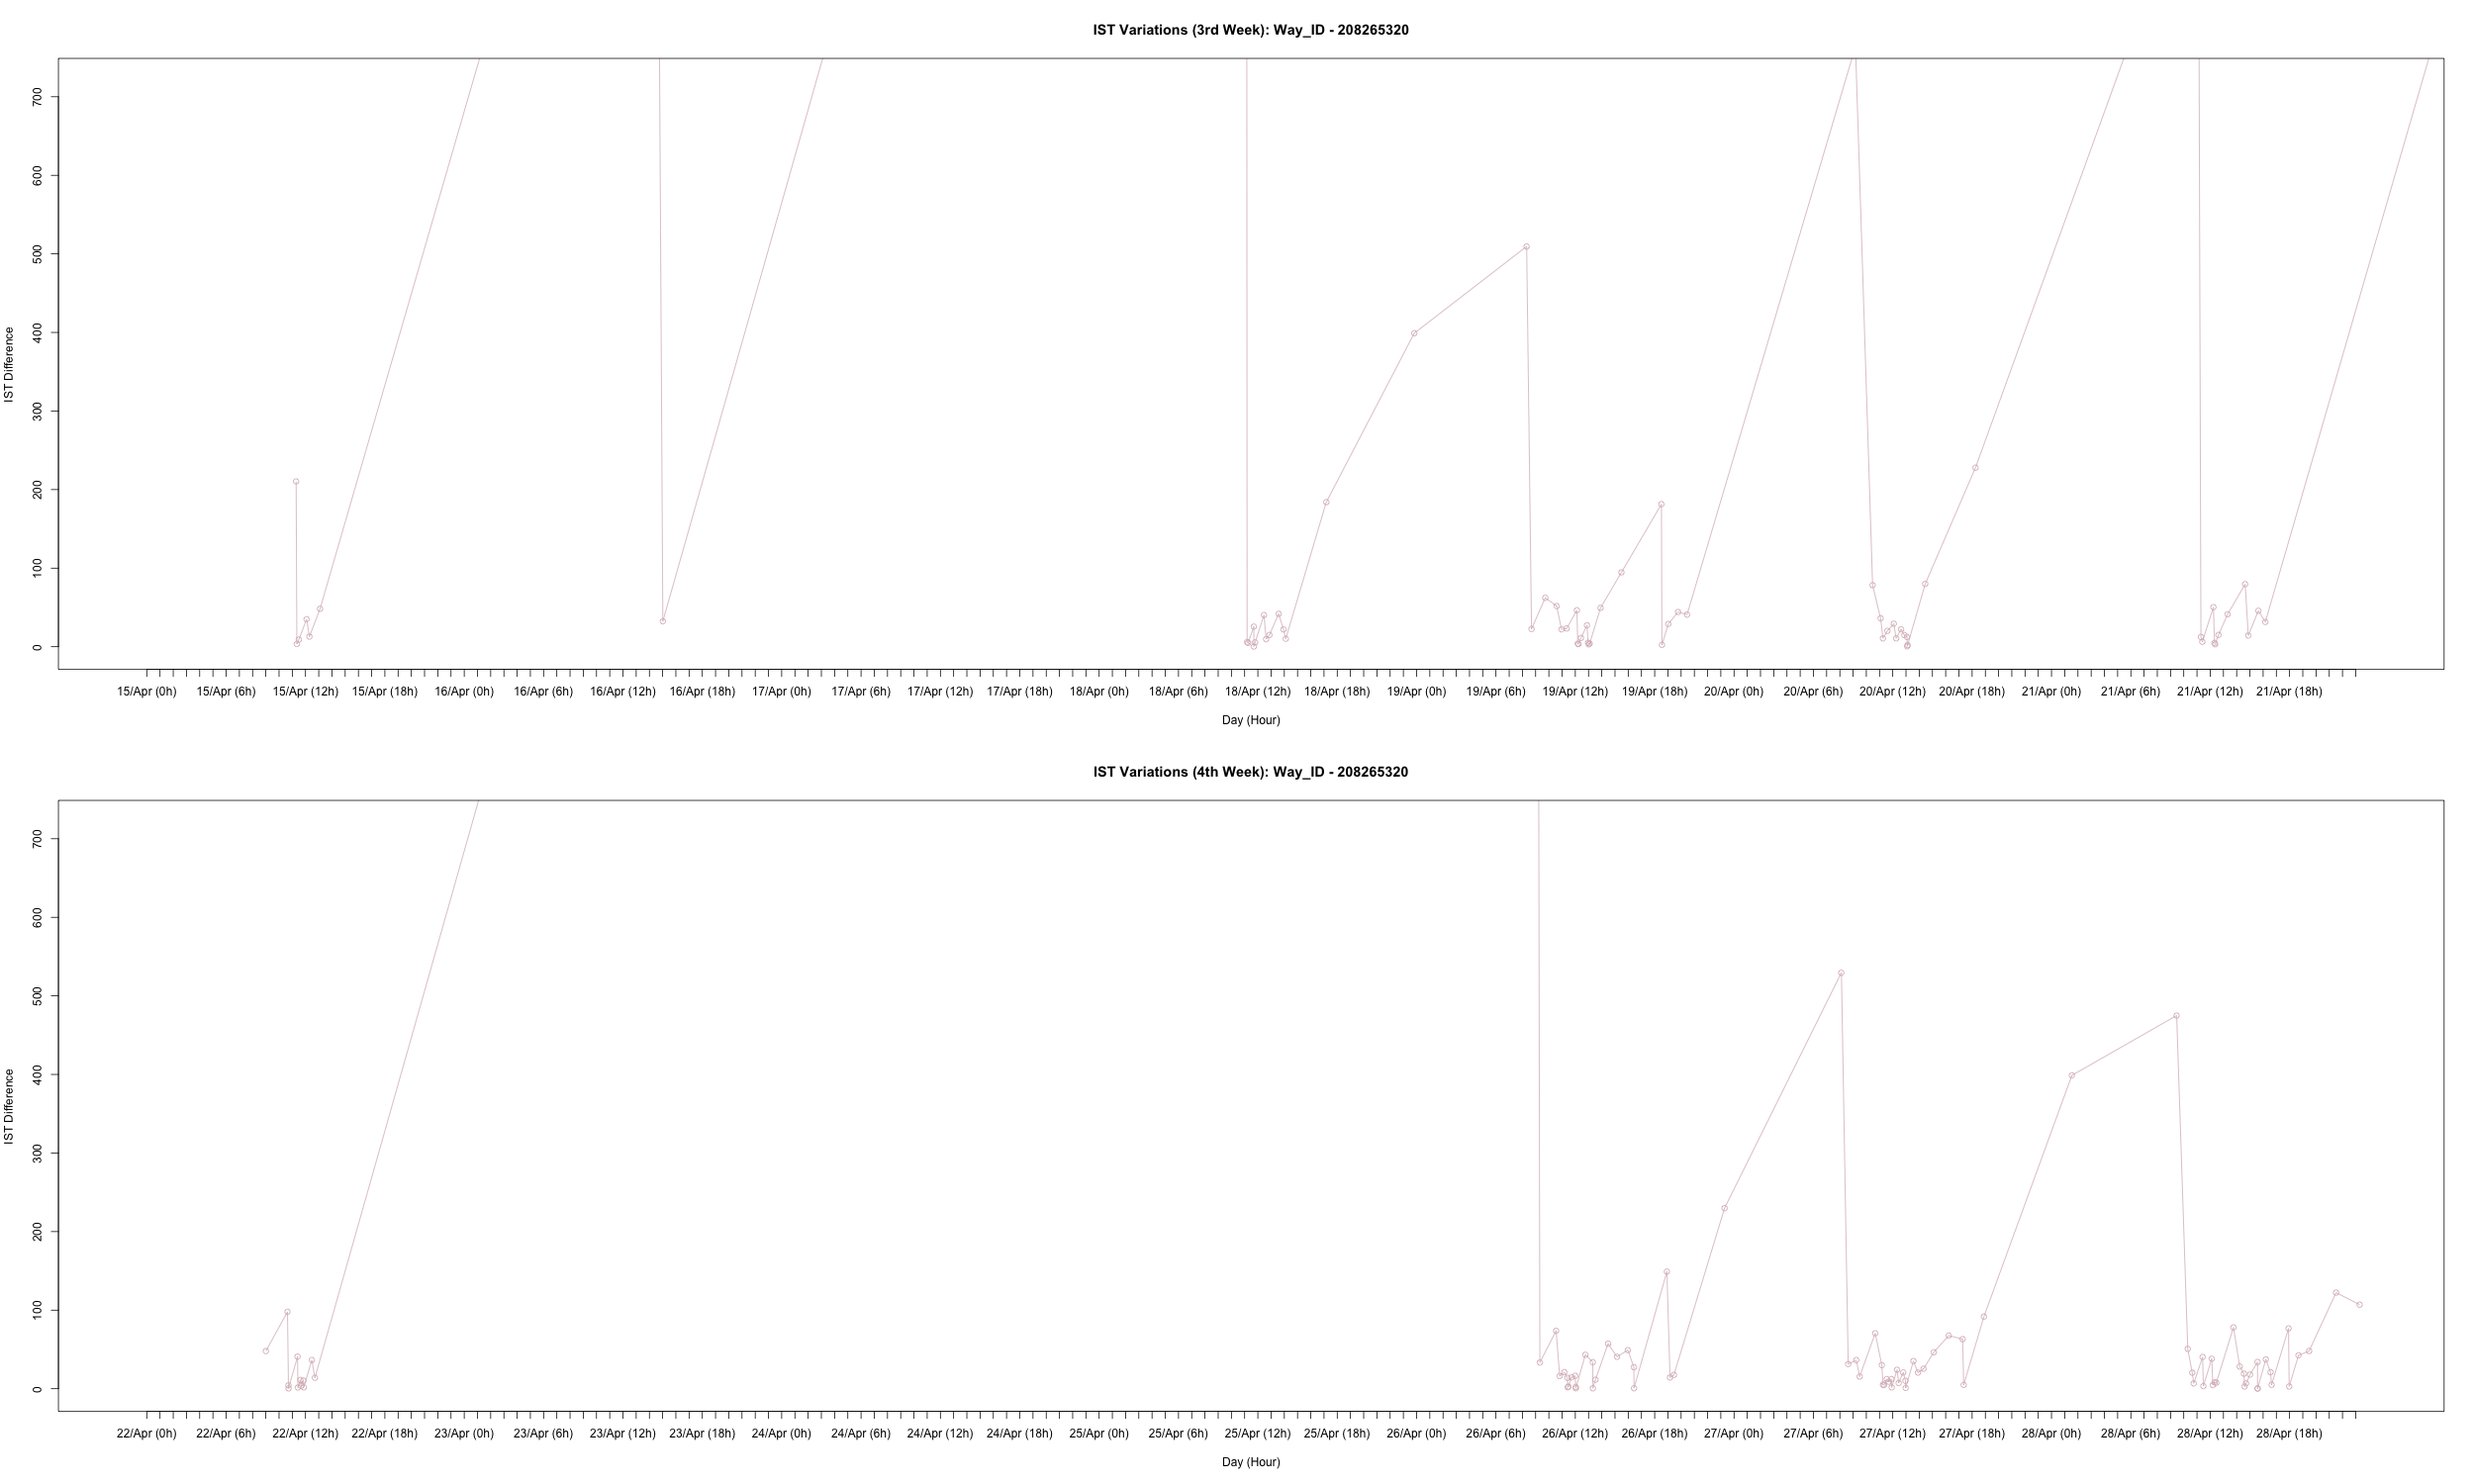 IST Variations (3rd Week): Way_ID - 208265320
700
600
500
400
300
200
100
0
IST Difference
15/Apr (0h) 15/Apr (6h) 15/Apr (12h) 15/Apr (18h) 16/Apr (0h) 16/Apr (6h) 16/Apr (12h) 16/Apr (18h) 17/Apr (0h) 17/Apr (6h) 17/Apr (12h) 17/Apr (18h) 18/Apr (0h) 18/Apr (6h) 18/Apr (12h) 18/Apr (18h) 19/Apr (0h) 19/Apr (6h) 19/Apr (12h) 19/Apr (18h) 20/Apr (0h) 20/Apr (6h) 20/Apr (12h) 20/Apr (18h) 21/Apr (0h) 21/Apr (6h) 21/Apr (12h) 21/Apr (18h)
Day (Hour)
IST Variations (4th Week): Way_ID - 208265320
700
600
500
400
300
200
100
0
IST Difference
22/Apr (0h) 22/Apr (6h) 22/Apr (12h) 22/Apr (18h) 23/Apr (0h) 23/Apr (6h) 23/Apr (12h) 23/Apr (18h) 24/Apr (0h) 24/Apr (6h) 24/Apr (12h) 24/Apr (18h) 25/Apr (0h) 25/Apr (6h) 25/Apr (12h) 25/Apr (18h) 26/Apr (0h) 26/Apr (6h) 26/Apr (12h) 26/Apr (18h) 27/Apr (0h) 27/Apr (6h) 27/Apr (12h) 27/Apr (18h) 28/Apr (0h) 28/Apr (6h) 28/Apr (12h) 28/Apr (18h)
Day (Hour)